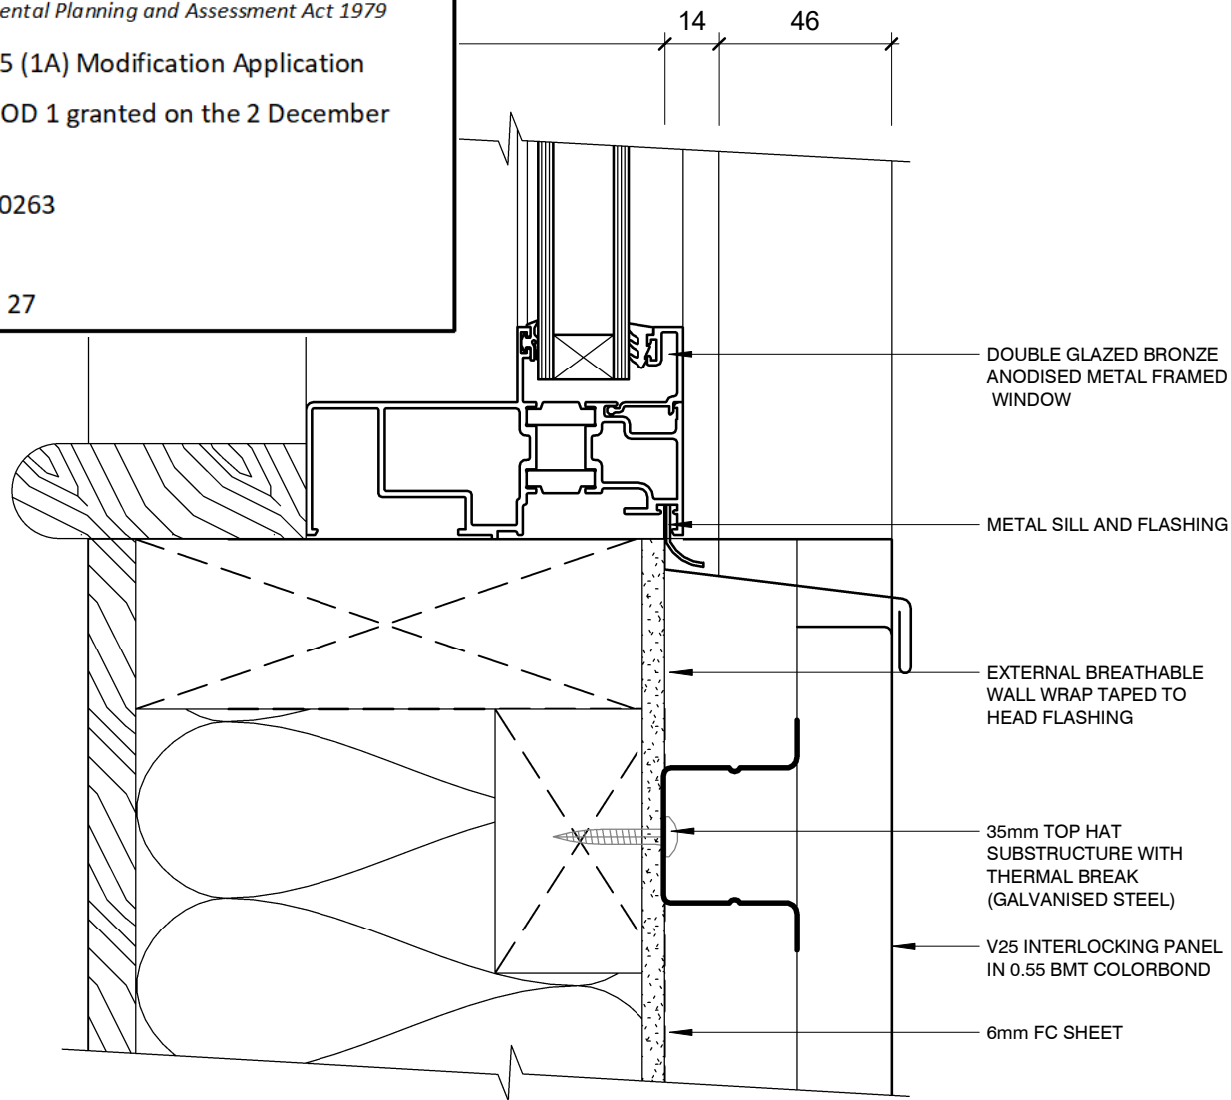 ental Planning and Assessment Act 1979
5 (1A) Modification Application
OD 1 granted on the 2 December
0263
27
14
46
DOUBLE GLAZED BRONZE
ANODISED METAL FRAMED
WINDOW
METAL SILL AND FLASHING
EXTERNAL BREATHABLE
WALL WRAP TAPED TO
HEAD FLASHING
35mm TOP HAT
SUBSTRUCTURE WITH
THERMAL BREAK
(GALVANISED STEEL)
V25 INTERLOCKING PANEL
IN 0.55 BMT COLORBOND
6mm FC SHEET